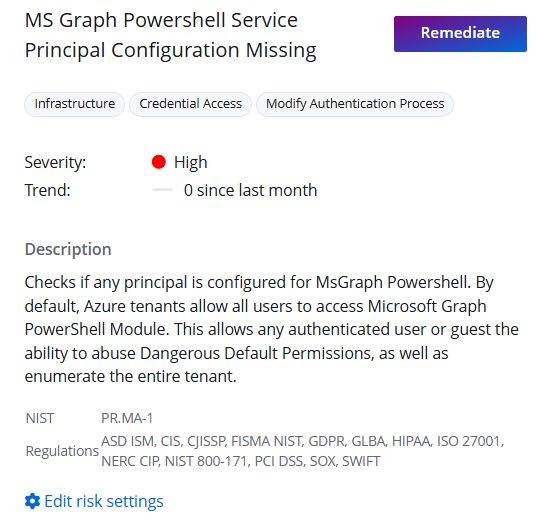 MS Graph Powershell Service
Principal Configuration Missing
Remediate
Infrastructure
Credential Access
Modify Authentication Process
Severity:
High
Trend:
0 since last month
Description
Checks if any principal is configured for MsGraph Powershell. By
default, Azure tenants allow all users to access Microsoft Graph
PowerShell Module. This allows any authenticated user or guest the
ability to abuse Dangerous Default Permissions, as well as
enumerate the entire tenant.
NIST
PR.MA-1
Regulations
ASD ISM, CIS, CJISSP, FISMA NIST, GDPR, GLBA, HIPAA, ISO 27001,
NERC CIP, NIST 800-171, PCI DSS, SOX, SWIFT
Edit risk settings